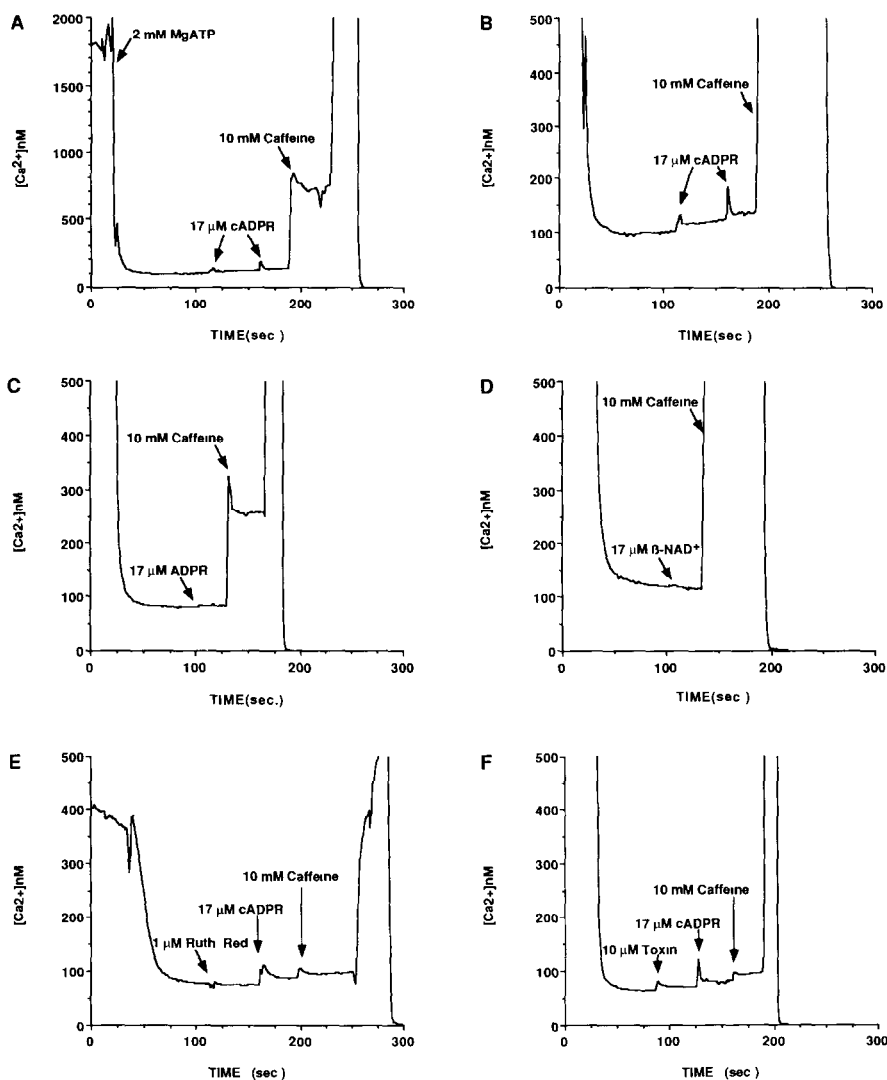 A
2 mM MgATP
10 mM Caffeine
17 µM cADPR
[Ca2+]nM
2000
1500
1000
500
0
0
100
200
300
TIME(sec )
B
10 mM Caffeine
17 µM cADPR
[Ca2+]nM
500
400
300
200
100
0
0
100
200
300
TIME(sec )
C
10 mM Caffeine
17 µM ADPR
[Ca2+]nM
500
400
300
200
100
0
0
100
200
300
TIME(sec.)
D
10 mM Caffeine
17 µM ß-NAD+
[Ca2+]nM
500
400
300
200
100
0
0
100
200
300
TIME(sec )
E
10 mM Caffeine
17 µM cADPR
1 µM Ruth Red
[Ca2+]nM
500
400
300
200
100
0
0
100
200
300
TIME (sec )
F
10 mM Caffeine
17 µM cADPR
10 µM Toxin
[Ca2+]nM
500
400
300
200
100
0
0
100
200
300
TIME (sec )